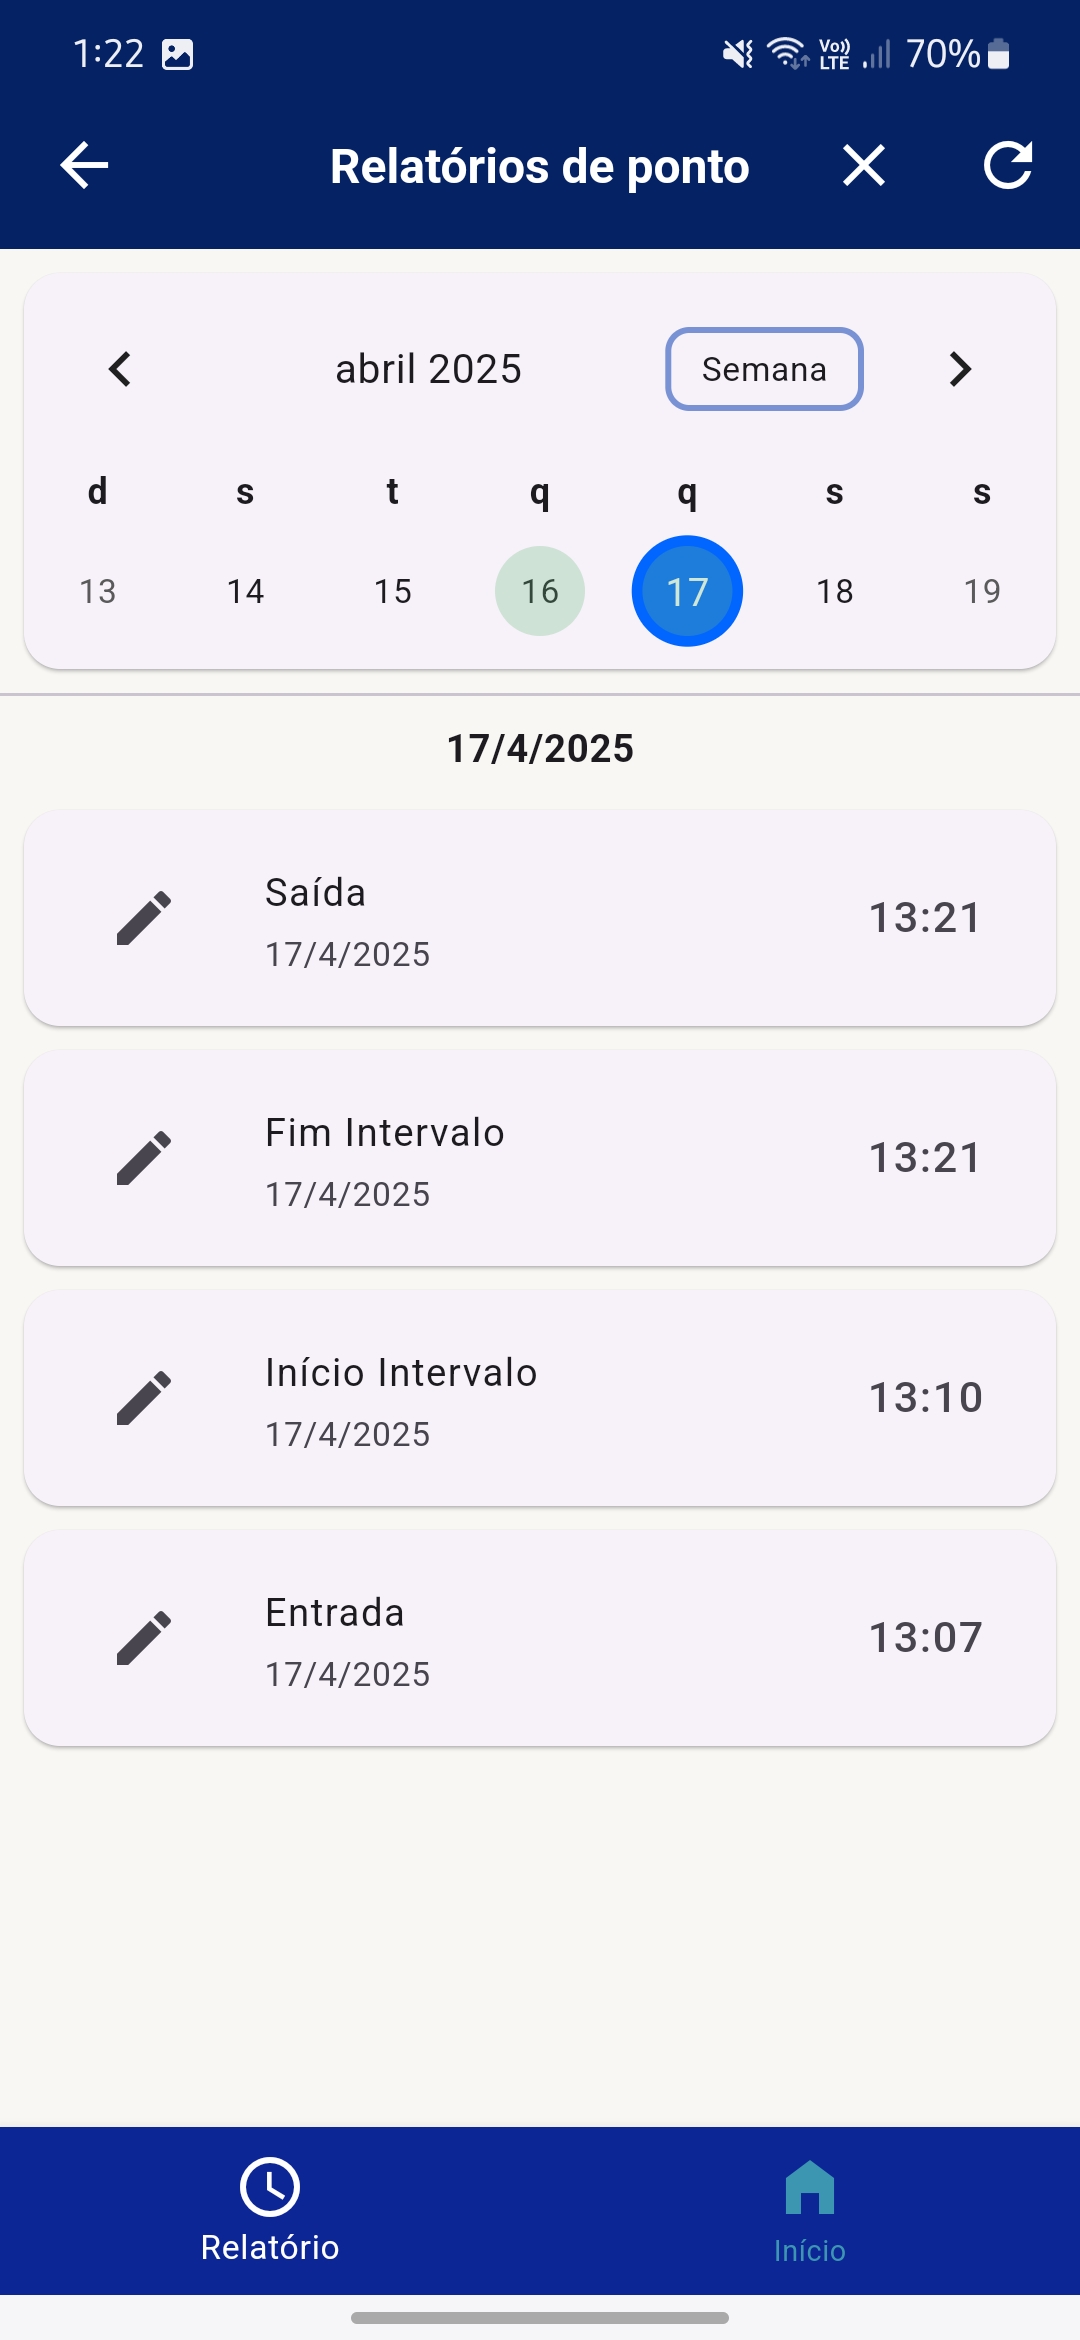 1:22 Vo)) LTE 70%
Relatórios de ponto
abril 2025 Semana
d s t q q s s
13 14 15 16 17 18 19
17/4/2025
Saída
17/4/2025
13:21
Fim Intervalo
17/4/2025
13:21
Início Intervalo
17/4/2025
13:10
Entrada
17/4/2025
13:07
Relatório Início